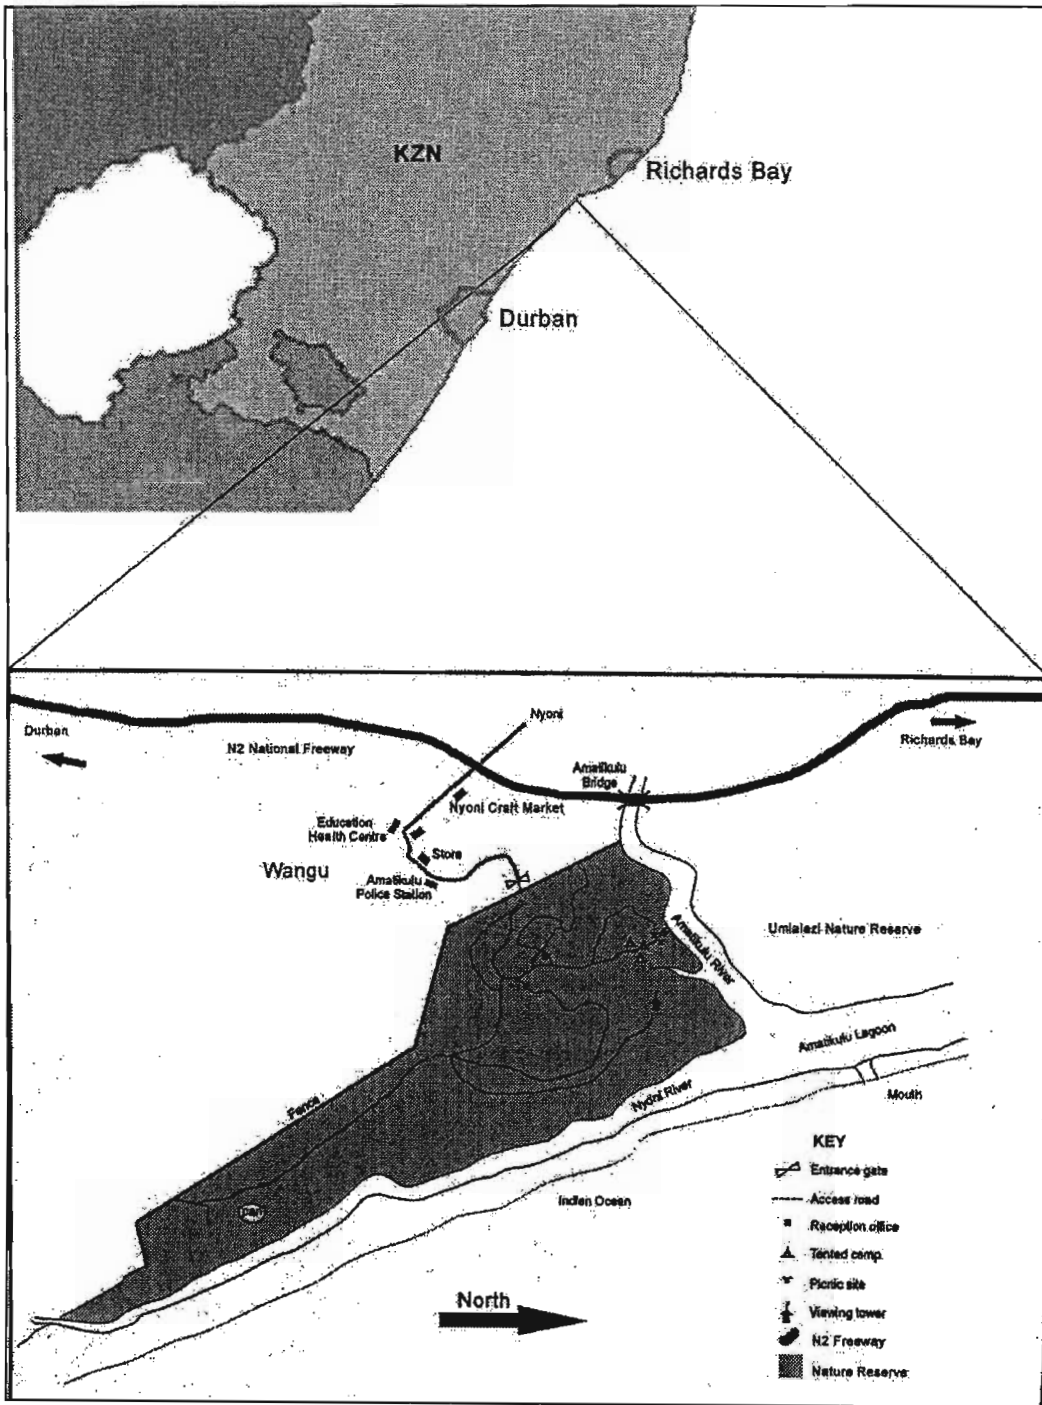 KZN
Richards Bay
Durban
Nyoni
Durban
N2 National Freeway
Richards Bay
Amatikulu
Bridge
Nyoni Craft Market
Education
Health Centre
Store
Wangu
Amatikulu
Police Station
Amatikulu River
Umlalazi Nature Reserve
Amatikulu Lagoon
Fence
Nyoni River
Mouth
pan
Indian Ocean
North
KEY
Entrance gate
Access road
Reception office
Tented camp
Picnic site
Viewing tower
N2 Freeway
Nature Reserve